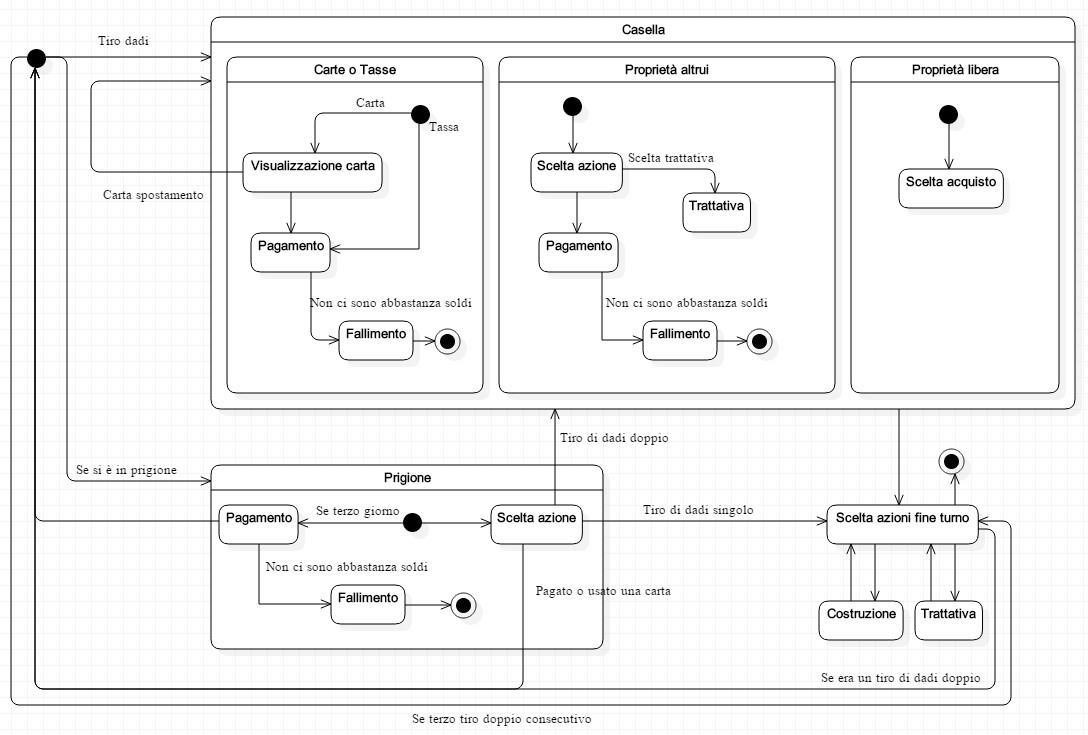 Casella
Tiro dadi
Carte o Tasse
Proprietà altrui
Proprietà libera
Carta
Tassa
Visualizzazione carta
Scelta azione
Scelta trattativa
Scelta acquisto
Carta spostamento
Trattativa
Pagamento
Pagamento
Non ci sono abbastanza soldi
Non ci sono abbastanza soldi
Fallimento
Fallimento
Tiro di dadi doppio
Se si è in prigione
Prigione
Pagamento
Se terzo giorno
Scelta azione
Tiro di dadi singolo
Scelta azioni fine turno
Non ci sono abbastanza soldi
Fallimento
Pagato o usato una carta
Costruzione
Trattativa
Se era un tiro di dadi doppio
Se terzo tiro doppio consecutivo